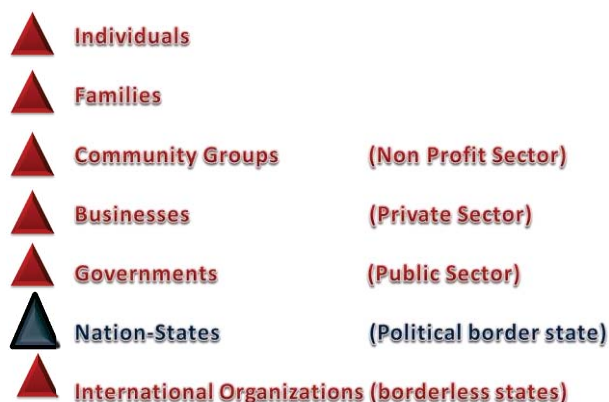 Individuals
Families
Community Groups (Non Profit Sector)
Businesses (Private Sector)
Governments (Public Sector)
Nation-States (Political border state)
International Organizations (borderless states)